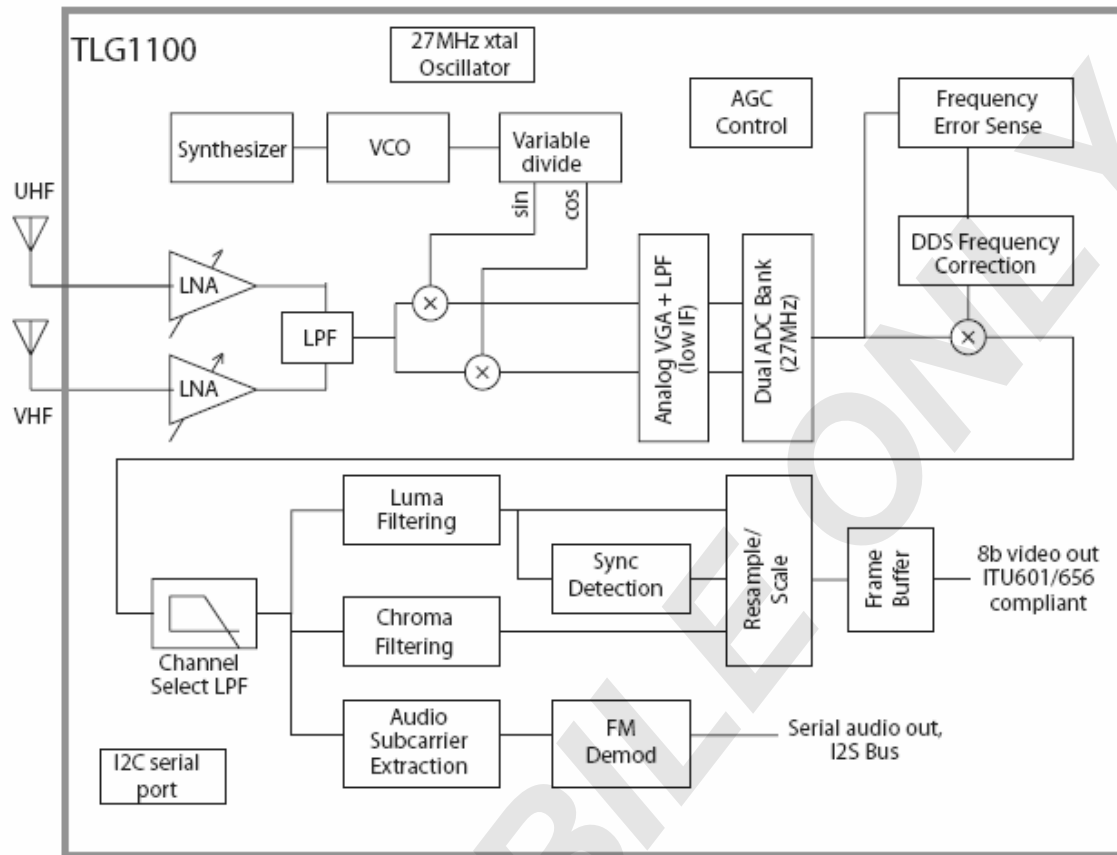 TLG1100
27MHz xtal
Oscillator
AGC
Control
Frequency
Error Sense
Synthesizer
VCO
Variable
divide
sin
cos
UHF
LNA
DDS Frequency
Correction
LPF
Analog VGA + LPF
(low IF)
Dual ADC Bank
(27MHz)
VHF
LNA
Luma
Filtering
Sync
Detection
Resample/
Scale
Frame
Buffer
8b video out
ITU601/656
compliant
Channel
Select LPF
Chroma
Filtering
Audio
Subcarrier
Extraction
FM
Demod
Serial audio out,
I2S Bus
I2C serial
port
BILE ONLY